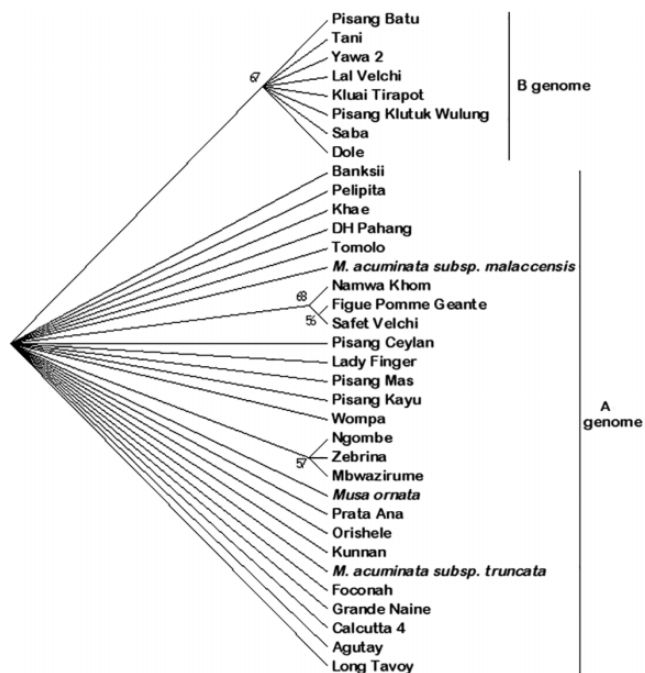 Pisang Batu
Tani
Yawa 2
67
Lal Velchi
B genome
Kluai Tirapot
Pisang Klutuk Wulung
Saba
Dole
Banksii
Pelipita
Khae
DH Pahang
Tomolo
M. acuminata subsp. malaccensis
Namwa Khom
68
Figue Pomme Geante
56
Safet Velchi
Pisang Ceylan
Lady Finger
Pisang Mas
Pisang Kayu
A
genome
Wompa
Ngombe
Zebrina
57
Mbwazirume
Musa ornata
Prata Ana
Orishele
Kunnan
M. acuminata subsp. truncata
Foconah
Grande Naine
Calcutta 4
Agutay
Long Tavoy